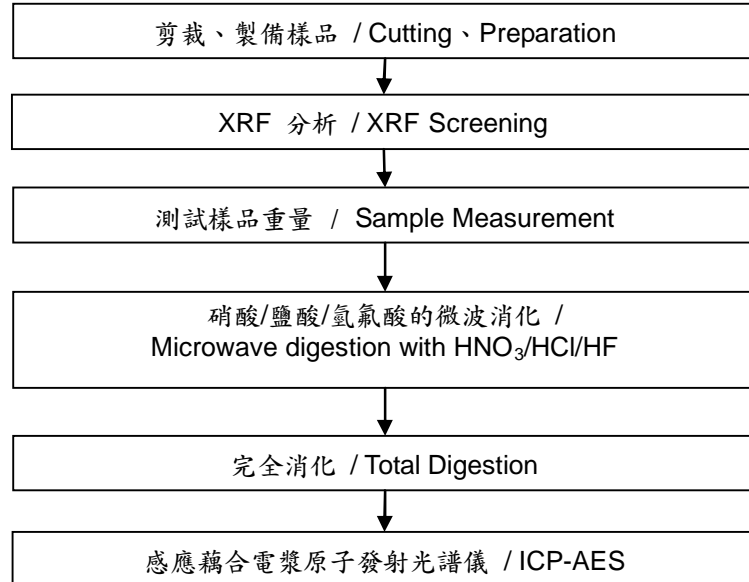 剪裁、製備樣品 / Cutting、Preparation
XRF 分析 / XRF Screening
測試樣品重量 / Sample Measurement
硝酸/鹽酸/氫氟酸的微波消化 /
Microwave digestion with HNO₃/HCl/HF
完全消化 / Total Digestion
感應藕合電漿原子發射光譜儀 / ICP-AES